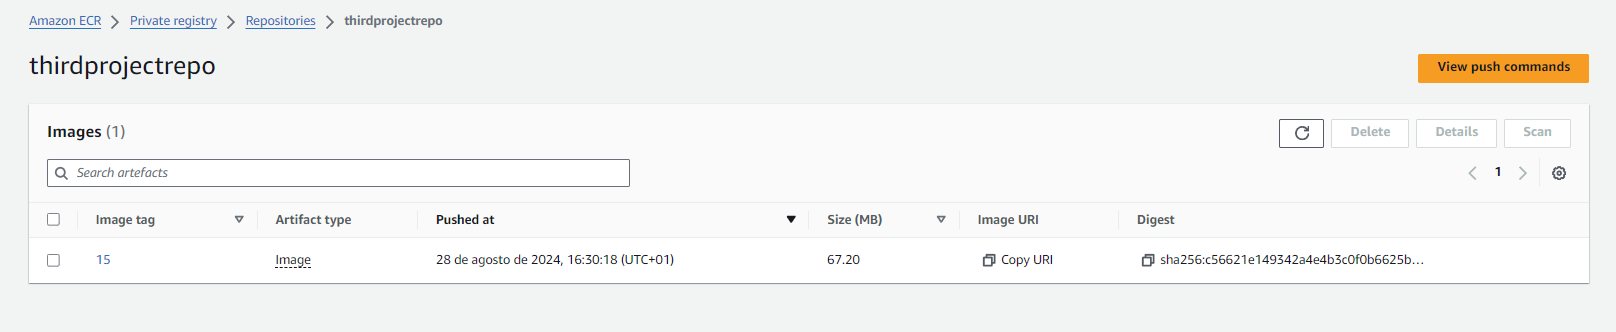 Amazon ECR > Private registry > Repositories > thirdprojectrepo
thirdprojectrepo
View push commands
Images (1)
Delete
Details
Scan
Search artefacts
1
Image tag
Artifact type
Pushed at
Size (MB)
Image URI
Digest
15
Image
28 de agosto de 2024, 16:30:18 (UTC+01)
67.20
Copy URI
sha256:c56621e149342a4e4b3c0f0b6625b...